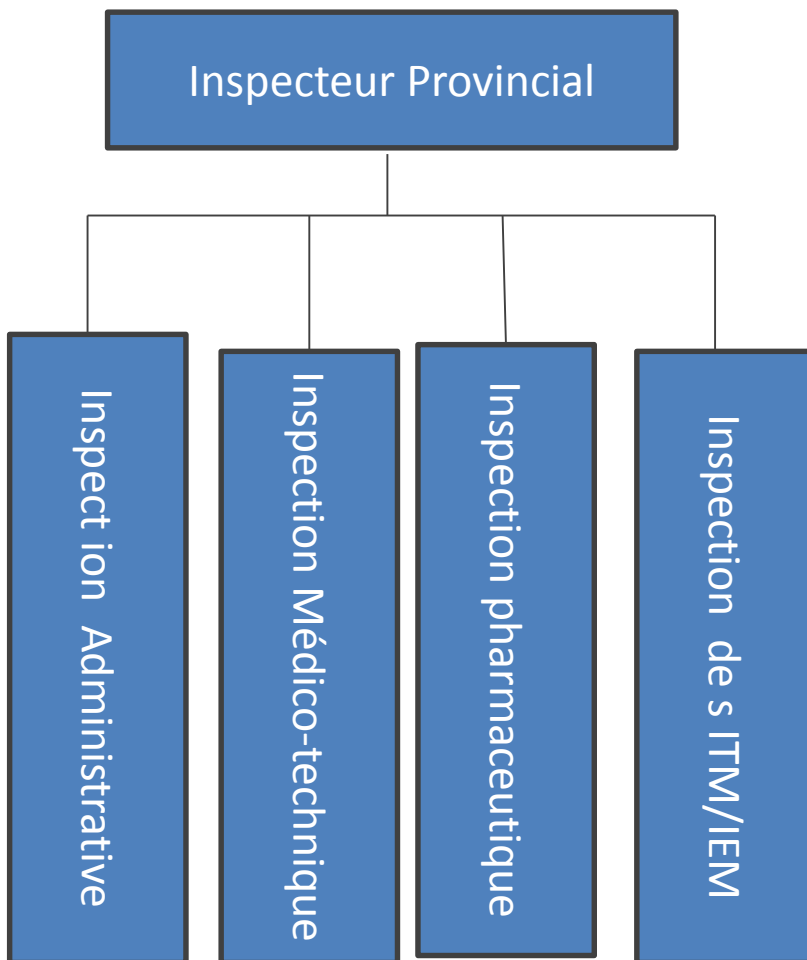 Inspecteur Provincial
Inspect ion Administrative
Inspection Médico-technique
Inspection pharmaceutique
Inspection de s ITM/IEM